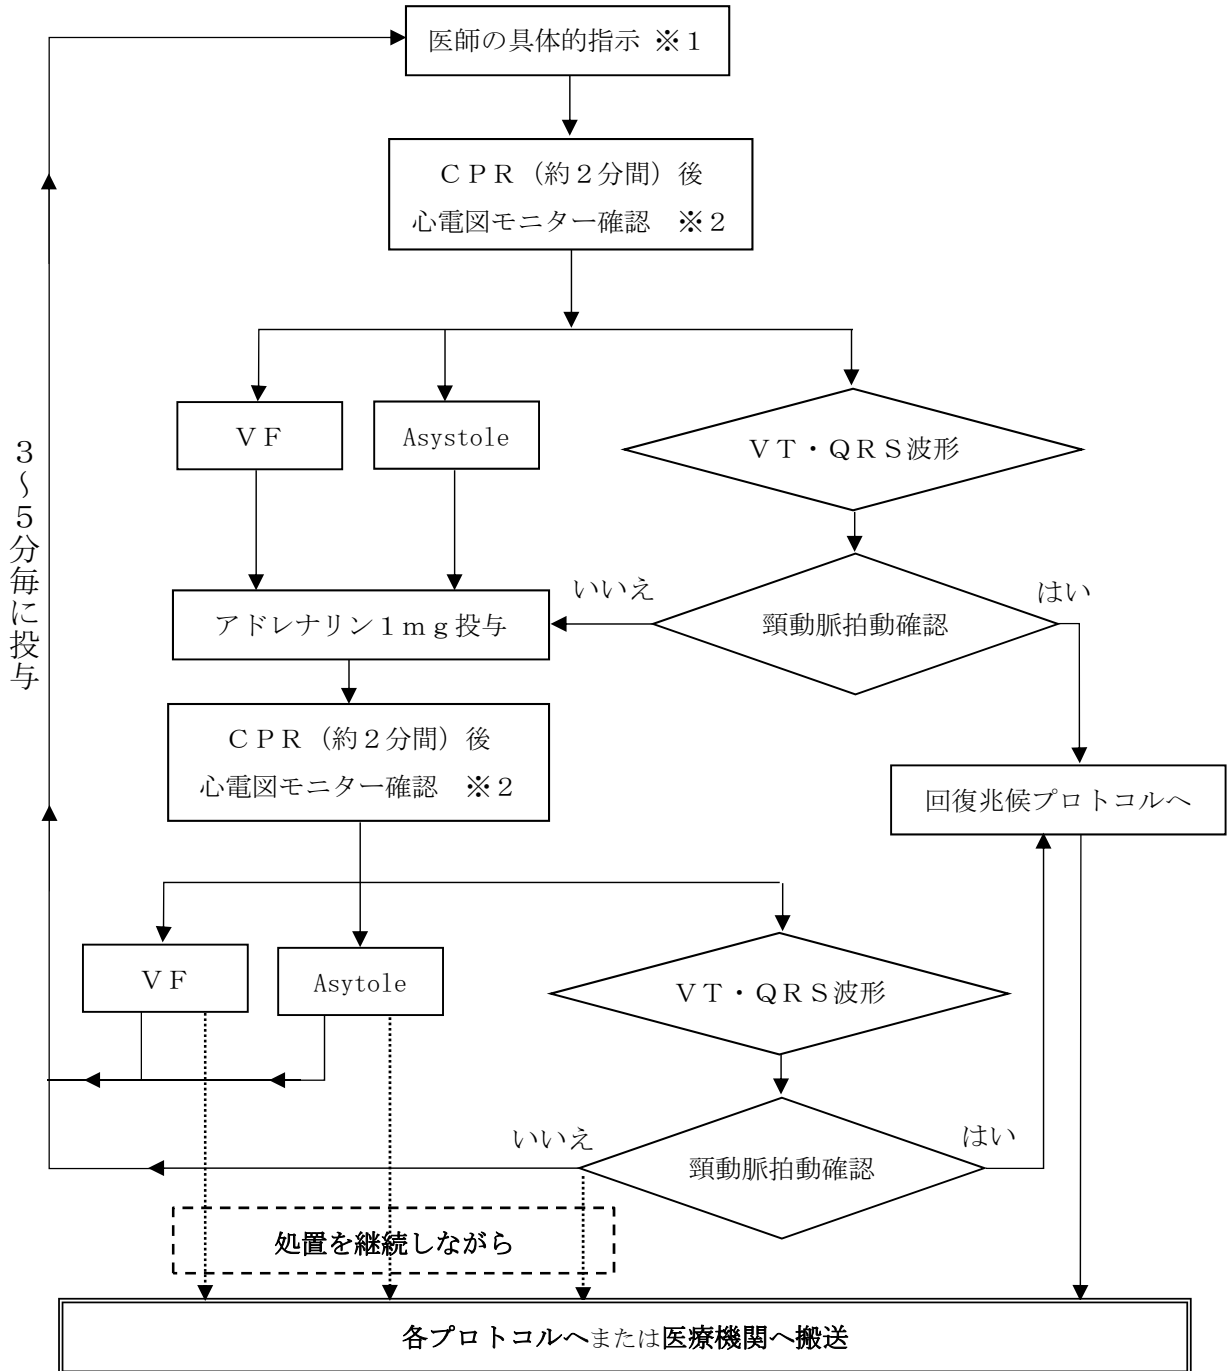 医師の具体的指示 ※１
ＣＰＲ（約２分間）後
心電図モニター確認　※２
ＶＦ
Asystole
ＶＴ・ＱＲＳ波形
３～５分毎に投与
いいえ
はい
アドレナリン１ｍｇ投与
頸動脈拍動確認
ＣＰＲ（約２分間）後
心電図モニター確認　※２
回復兆候プロトコルへ
ＶＦ
Asytole
ＶＴ・ＱＲＳ波形
いいえ
はい
頸動脈拍動確認
処置を継続しながら
各プロトコルへまたは医療機関へ搬送